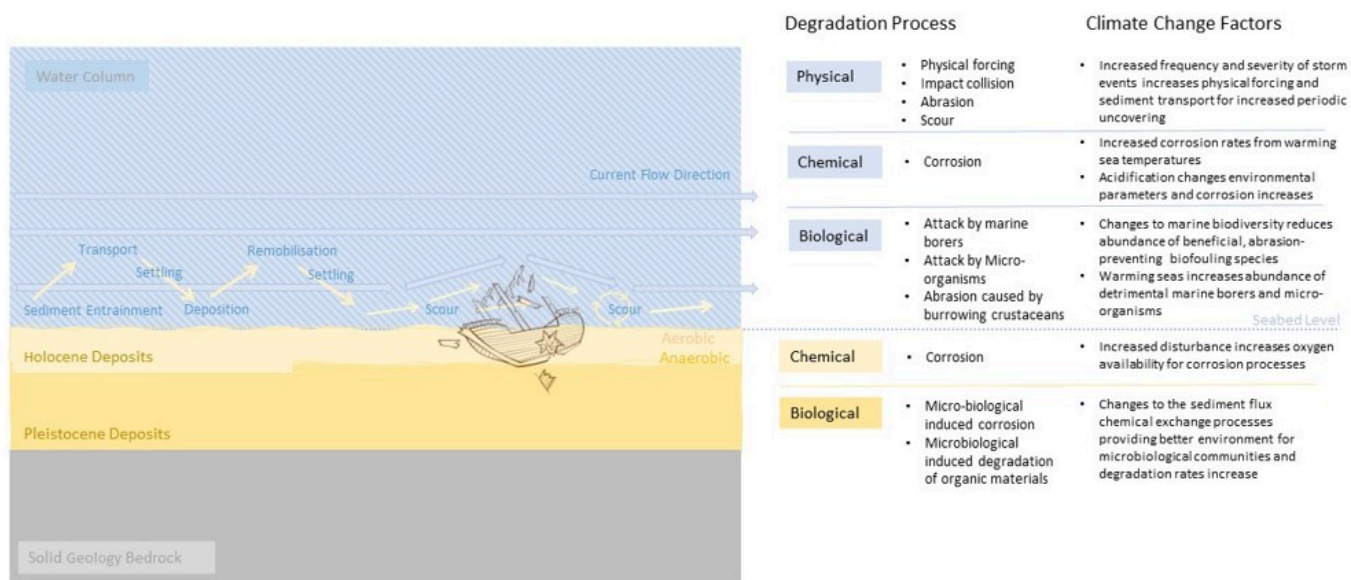 Degradation Process
Climate Change Factors
Water Column
Current Flow Direction
Transport
Remobilisation
Settling
Settling
Sediment Entrainment
Deposition
Scour
Scour
Aerobic
Anaerobic
Holocene Deposits
Pleistocene Deposits
Solid Geology Bedrock
Physical
• Physical forcing
• Impact collision
• Abrasion
• Scour
• Increased frequency and severity of storm
events increases physical forcing and
sediment transport for increased periodic
uncovering
Chemical
• Corrosion
• Increased corrosion rates from warming
sea temperatures
• Acidification changes environmental
parameters and corrosion increases
Biological
• Attack by marine
borers
• Attack by Micro-
organisms
• Abrasion caused by
burrowing crustaceans
• Changes to marine biodiversity reduces
abundance of beneficial, abrasion-
preventing biofouling species
• Warming seas increases abundance of
detrimental marine borers and micro-
organisms
Seabed Level
Chemical
• Corrosion
• Increased disturbance increases oxygen
availability for corrosion processes
Biological
• Micro-biological
induced corrosion
• Microbiological
induced degradation
of organic materials
• Changes to the sediment flux
chemical exchange processes
providing better environment for
microbiological communities and
degradation rates increase